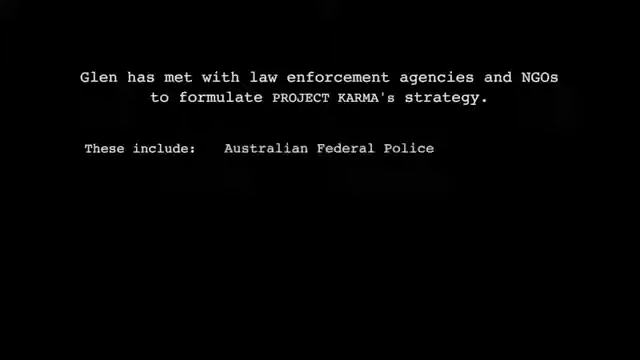 Glen has met with law enforcement agencies and NGOs
to formulate PROJECT KARMA's strategy.
These include: Australian Federal Police